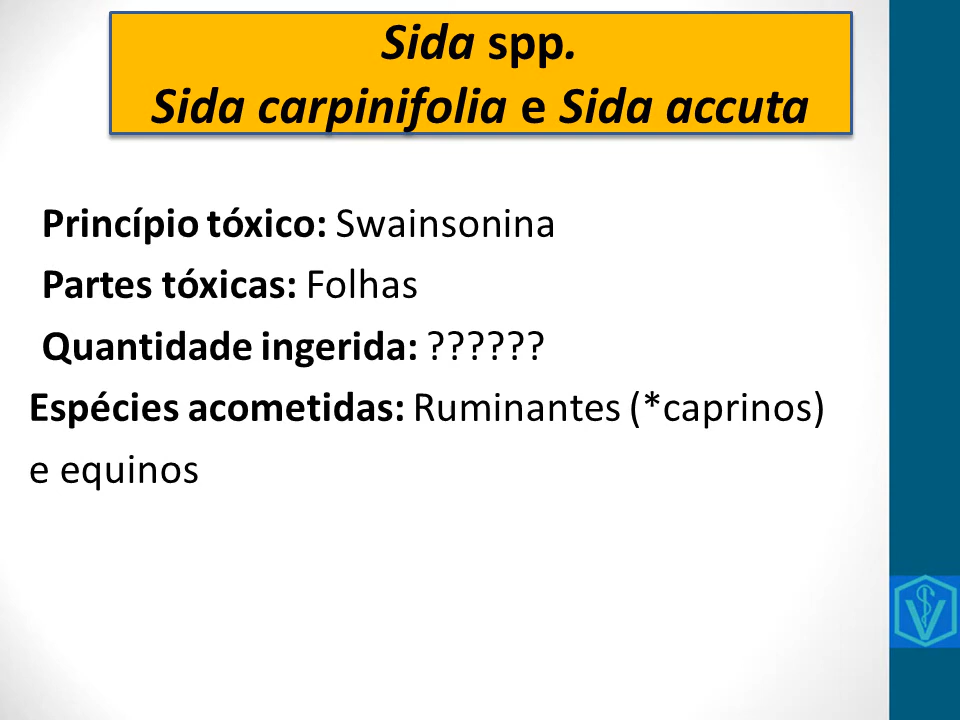 Sida spp.
Sida carpinifolia e Sida accuta
Princípio tóxico: Swainsonina
Partes tóxicas: Folhas
Quantidade ingerida: ??????
Espécies acometidas: Ruminantes (*caprinos)
e equinos
V